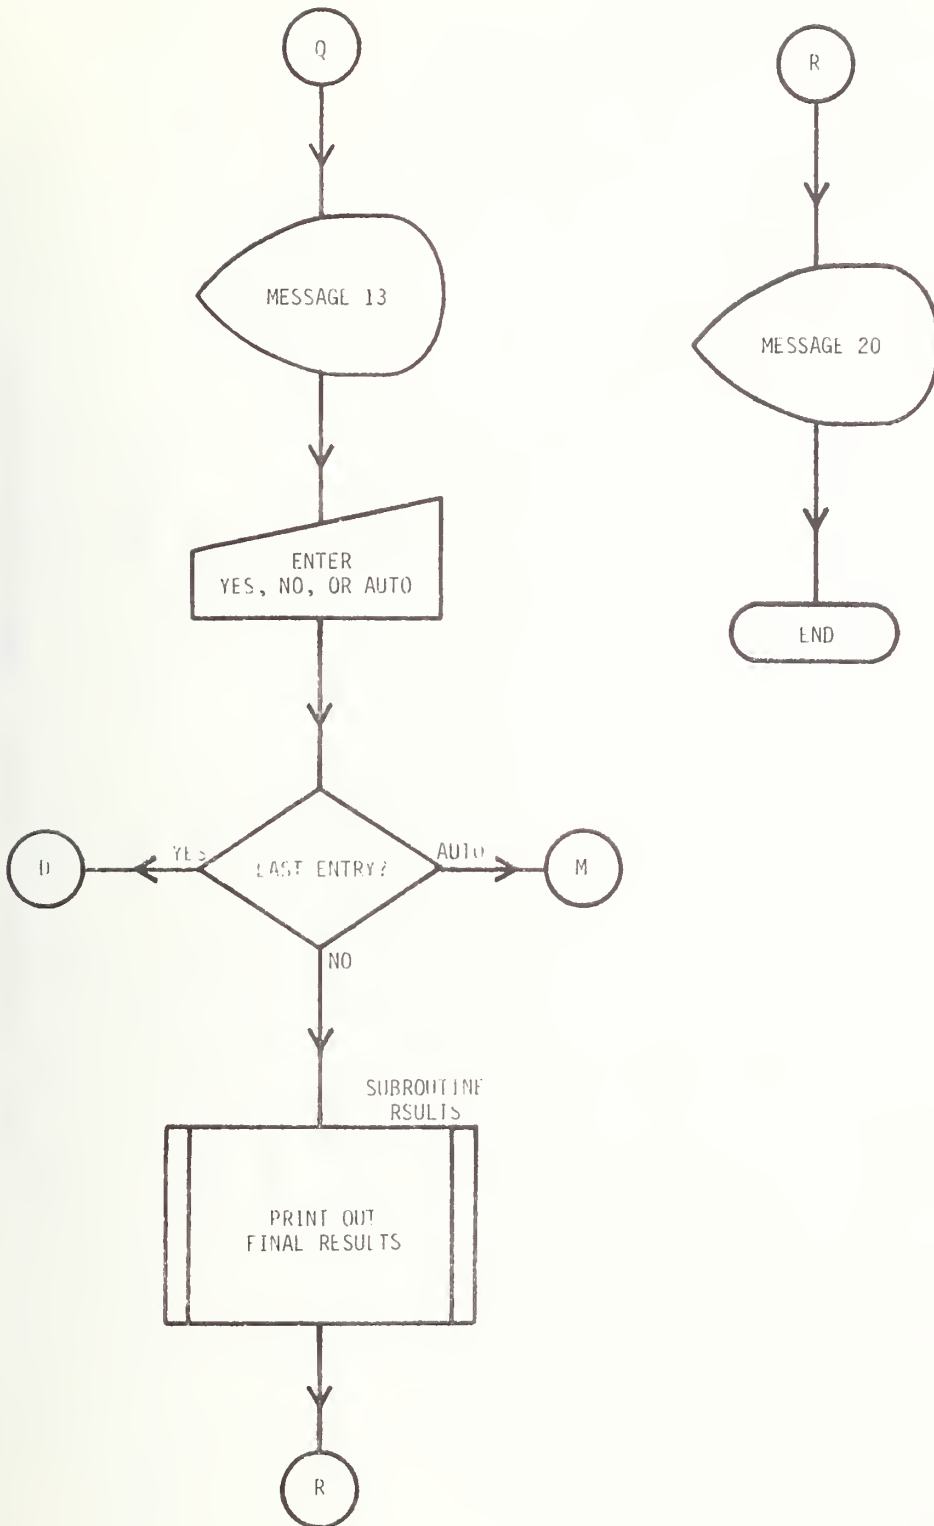 Q
MESSAGE 13
ENTER
YES, NO, OR AUTO
LAST ENTRY?
YES
D
AUTO
M
NO
SUBROUTINE
RSULTS
PRINT OUT
FINAL RESULTS
R
R
MESSAGE 20
END